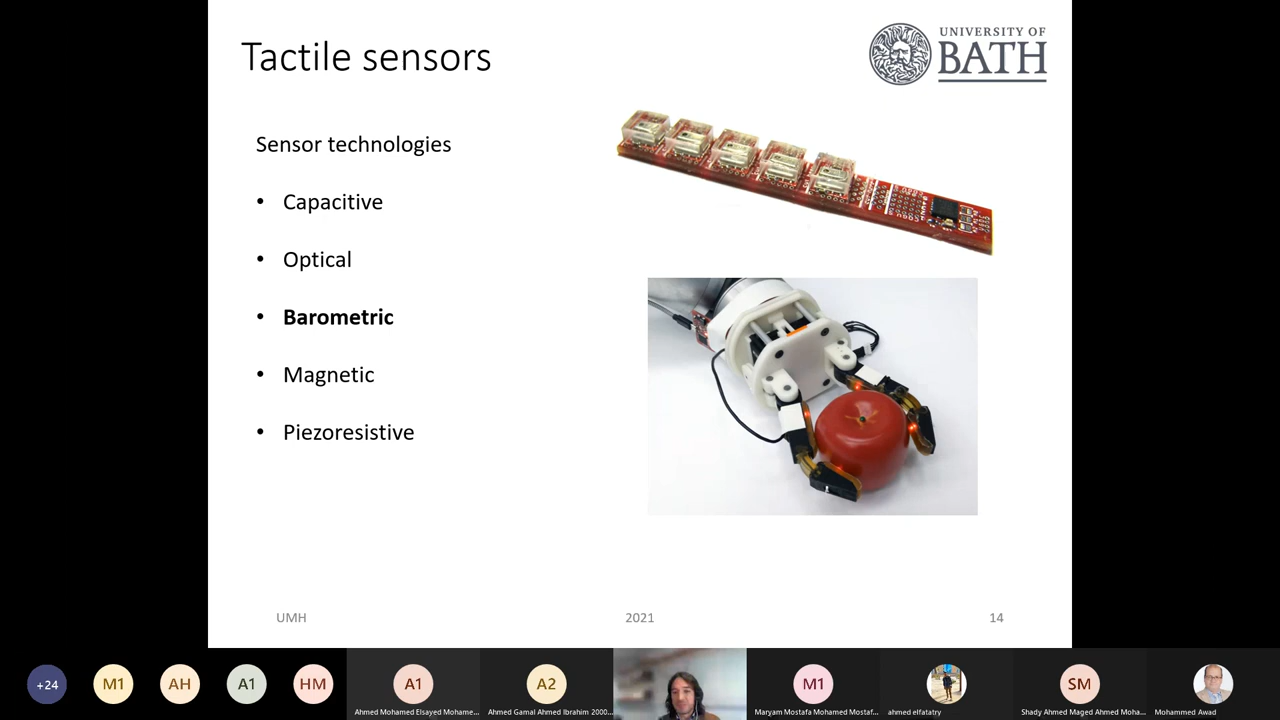 Tactile sensors
UNIVERSITY OF
BATH
Sensor technologies
• Capacitive
• Optical
• Barometric
• Magnetic
• Piezoresistive
UMH
2021
14
+24
M1
AH
A1
HM
A1
Ahmed Mohamed Elsayed Mohame...
A2
Ahmed Gamal Ahmed Ibrahim 2000...
M1
Maryam Mostafa Mohamed Mostaf...
ahmed elfatatry
SM
Shady Ahmed Maged Ahmed Moha...
Mohammed Awad